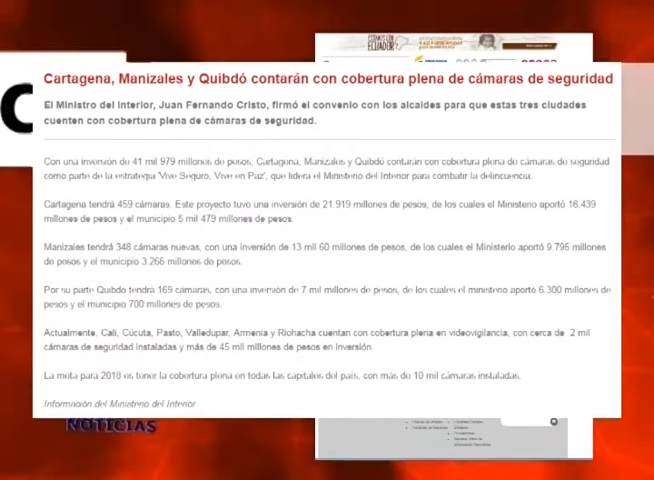 ESTAMOS CON
ECUADOR
Cartagena, Manizales y Quibdó contarán con cobertura plena de cámaras de seguridad
El Ministro del Interior, Juan Fernando Cristo, firmó el convenio con los alcaldes para que estas tres ciudades
cuenten con cobertura plena de cámaras de seguridad.
Con una inversión de 41 mil 979 millones de pesos, Cartagena, Manizales y Quibdó contarán con cobertura plena de cámaras de seguridad
como parte de la estrategia 'Vive Seguro, Vive en Paz', que lidera el Ministerio del Interior para combatir la delincuencia.
Cartagena tendrá 459 cámaras. Este proyecto tuvo una inversión de 21.919 millones de pesos, de los cuales el Ministerio aportó 16.439
millones de pesos y el municipio 5 mil 479 millones de pesos.
Manizales tendrá 348 cámaras nuevas, con una inversión de 13 mil 60 millones de pesos, de los cuales el Ministerio aportó 9.795 millones
de pesos y el municipio 3.265 millones de pesos.
Por su parte Quibdo tendrá 169 cámaras, con una inversión de 7 mil millones de pesos, de los cuales el ministerio aportó 6.300 millones de
pesos y el municipio 700 millones de pesos.
Actualmente, Cali, Cúcuta, Pasto, Valledupar, Armenia y Riohacha cuentan con cobertura plena en videovigilancia, con cerca de 2 mil
cámaras de seguridad instaladas y más de 45 mil millones de pesos en inversión.
La meta para 2018 es tener la cobertura plena en todas las capitales del país, con más de 10 mil cámaras instaladas.
Información del Ministerio del Interior
NOTICIAS